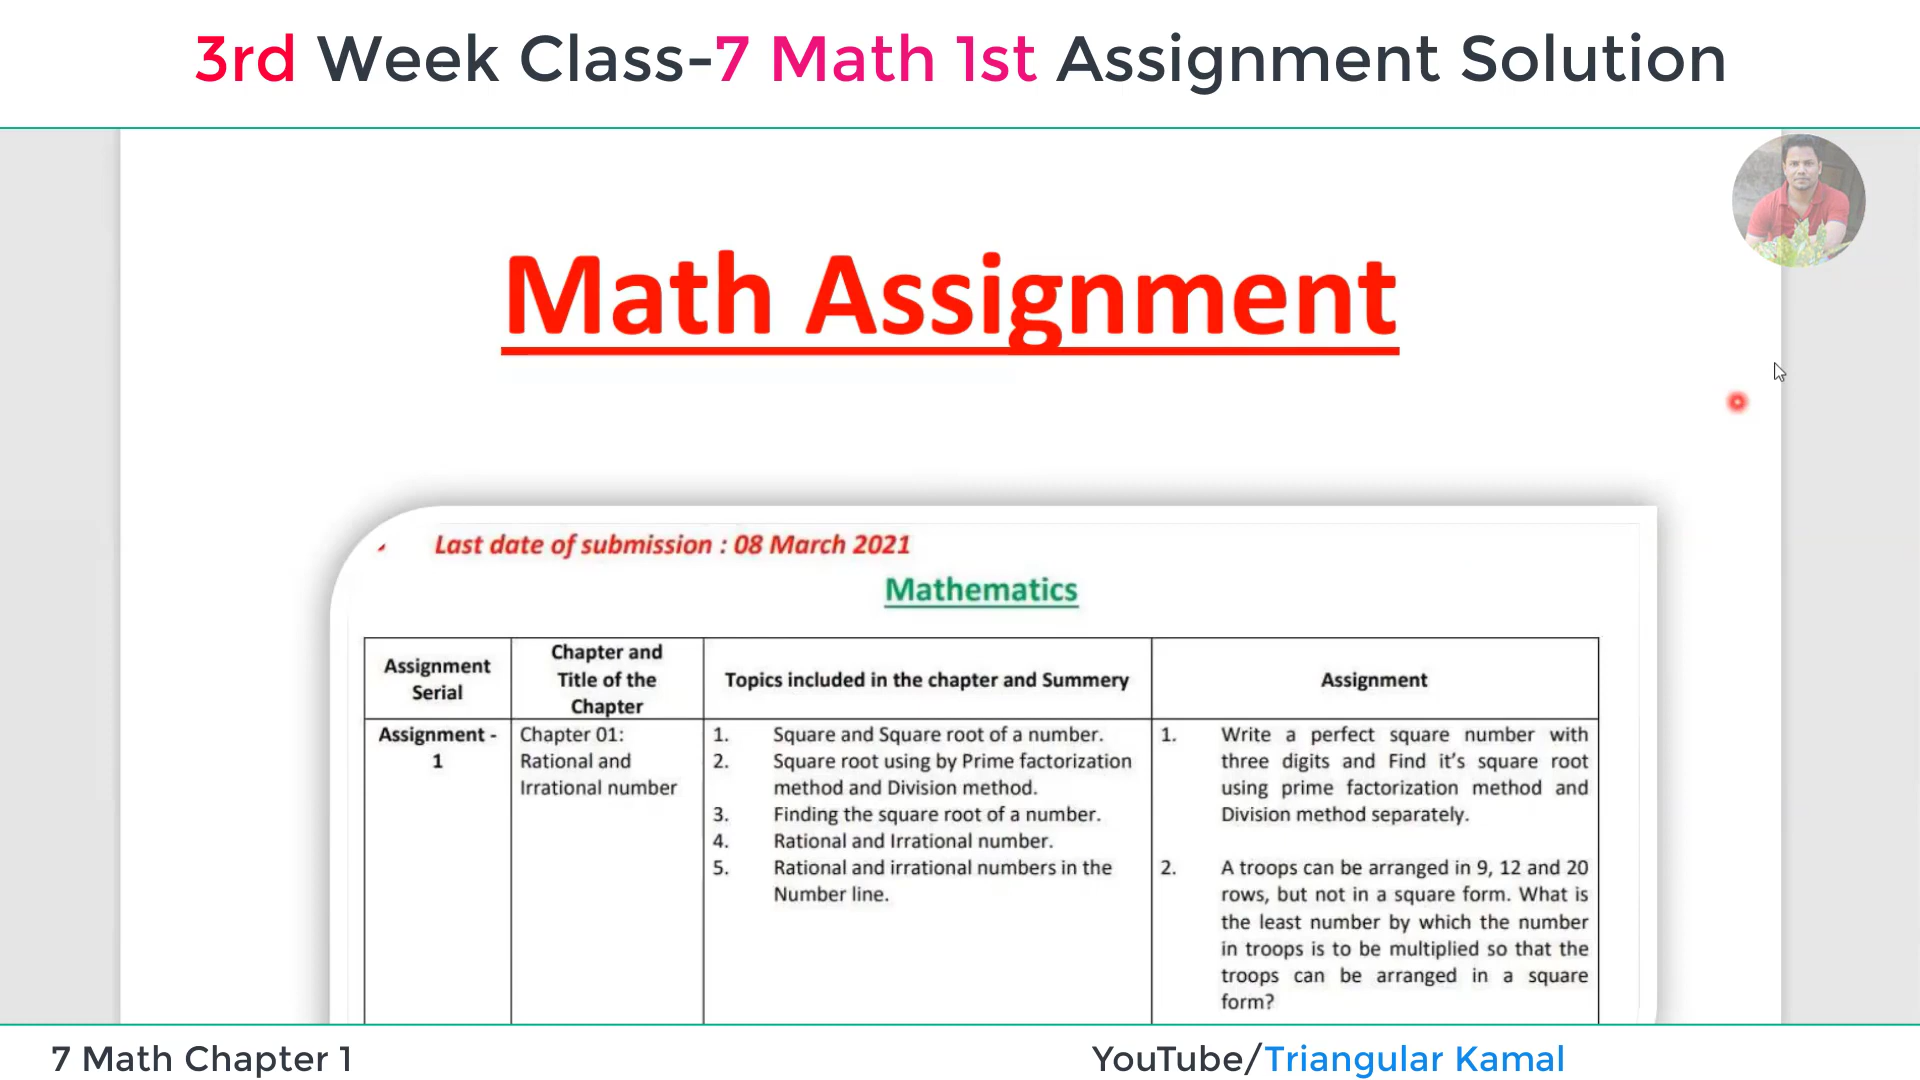 3rd Week Class-7 Math 1st Assignment Solution
Math Assignment
Last date of submission : 08 March 2021
Mathematics
Assignment Serial
Chapter and Title of the Chapter
Topics included in the chapter and Summery
Assignment
Assignment - 1
Chapter 01:
Rational and
Irrational number
1. Square and Square root of a number.
2. Square root using by Prime factorization
method and Division method.
3. Finding the square root of a number.
4. Rational and Irrational number.
5. Rational and irrational numbers in the
Number line.
1. Write a perfect square number with
three digits and Find it's square root
using prime factorization method and
Division method separately.
2. A troops can be arranged in 9, 12 and 20
rows, but not in a square form. What is
the least number by which the number
in troops is to be multiplied so that the
troops can be arranged in a square
form?
7 Math Chapter 1
YouTube/Triangular Kamal